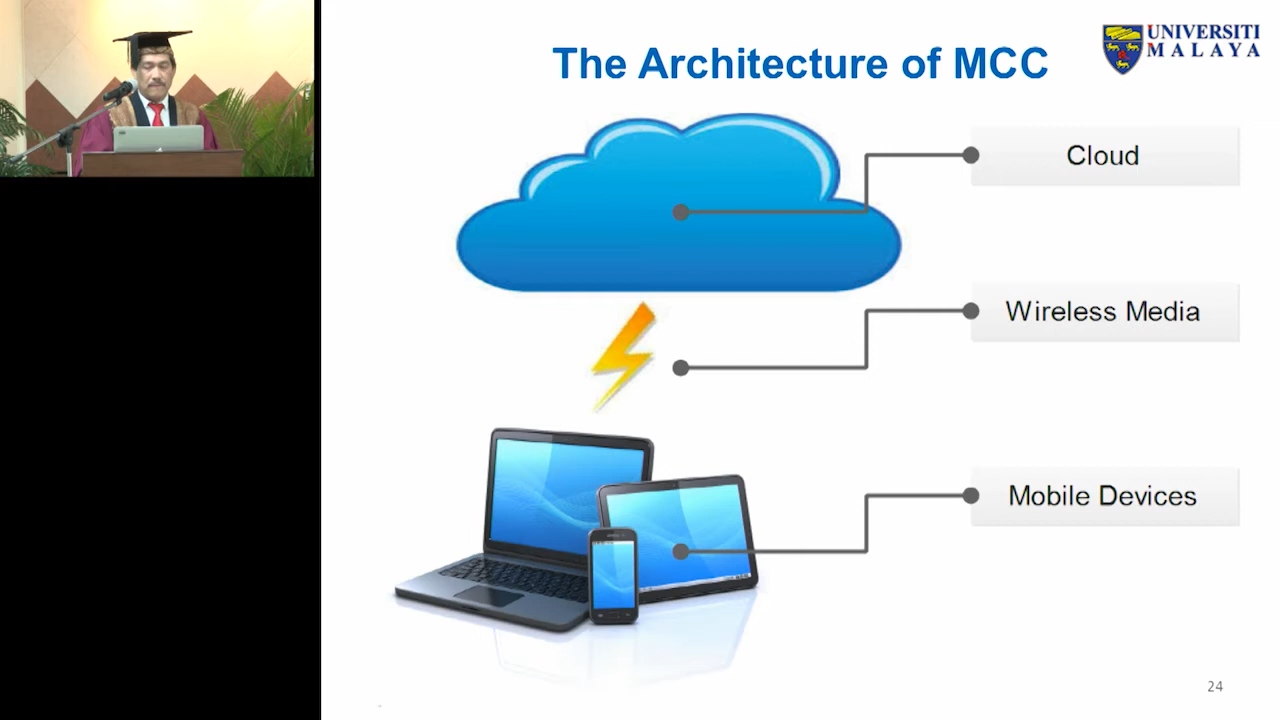 The Architecture of MCC
UNIVERSITI
MALAYA
Cloud
Wireless Media
Mobile Devices
24